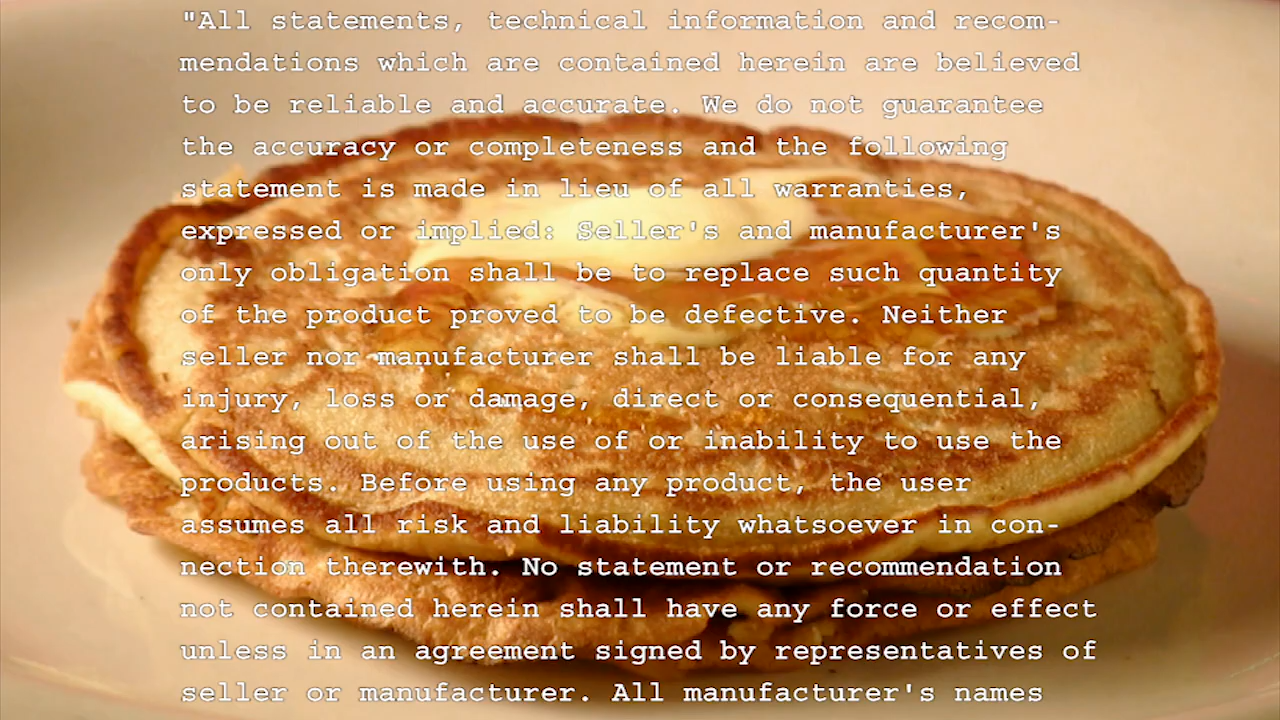 "All statements, technical information and recom-
mendations which are contained herein are believed
to be reliable and accurate. We do not guarantee
the accuracy or completeness and the following
statement is made in lieu of all warranties,
expressed or implied: Seller's and manufacturer's
only obligation shall be to replace such quantity
of the product proved to be defective. Neither
seller nor manufacturer shall be liable for any
injury, loss or damage, direct or consequential,
arising out of the use of or inability to use the
products. Before using any product, the user
assumes all risk and liability whatsoever in con-
nection therewith. No statement or recommendation
not contained herein shall have any force or effect
unless in an agreement signed by representatives of
seller or manufacturer. All manufacturer's names